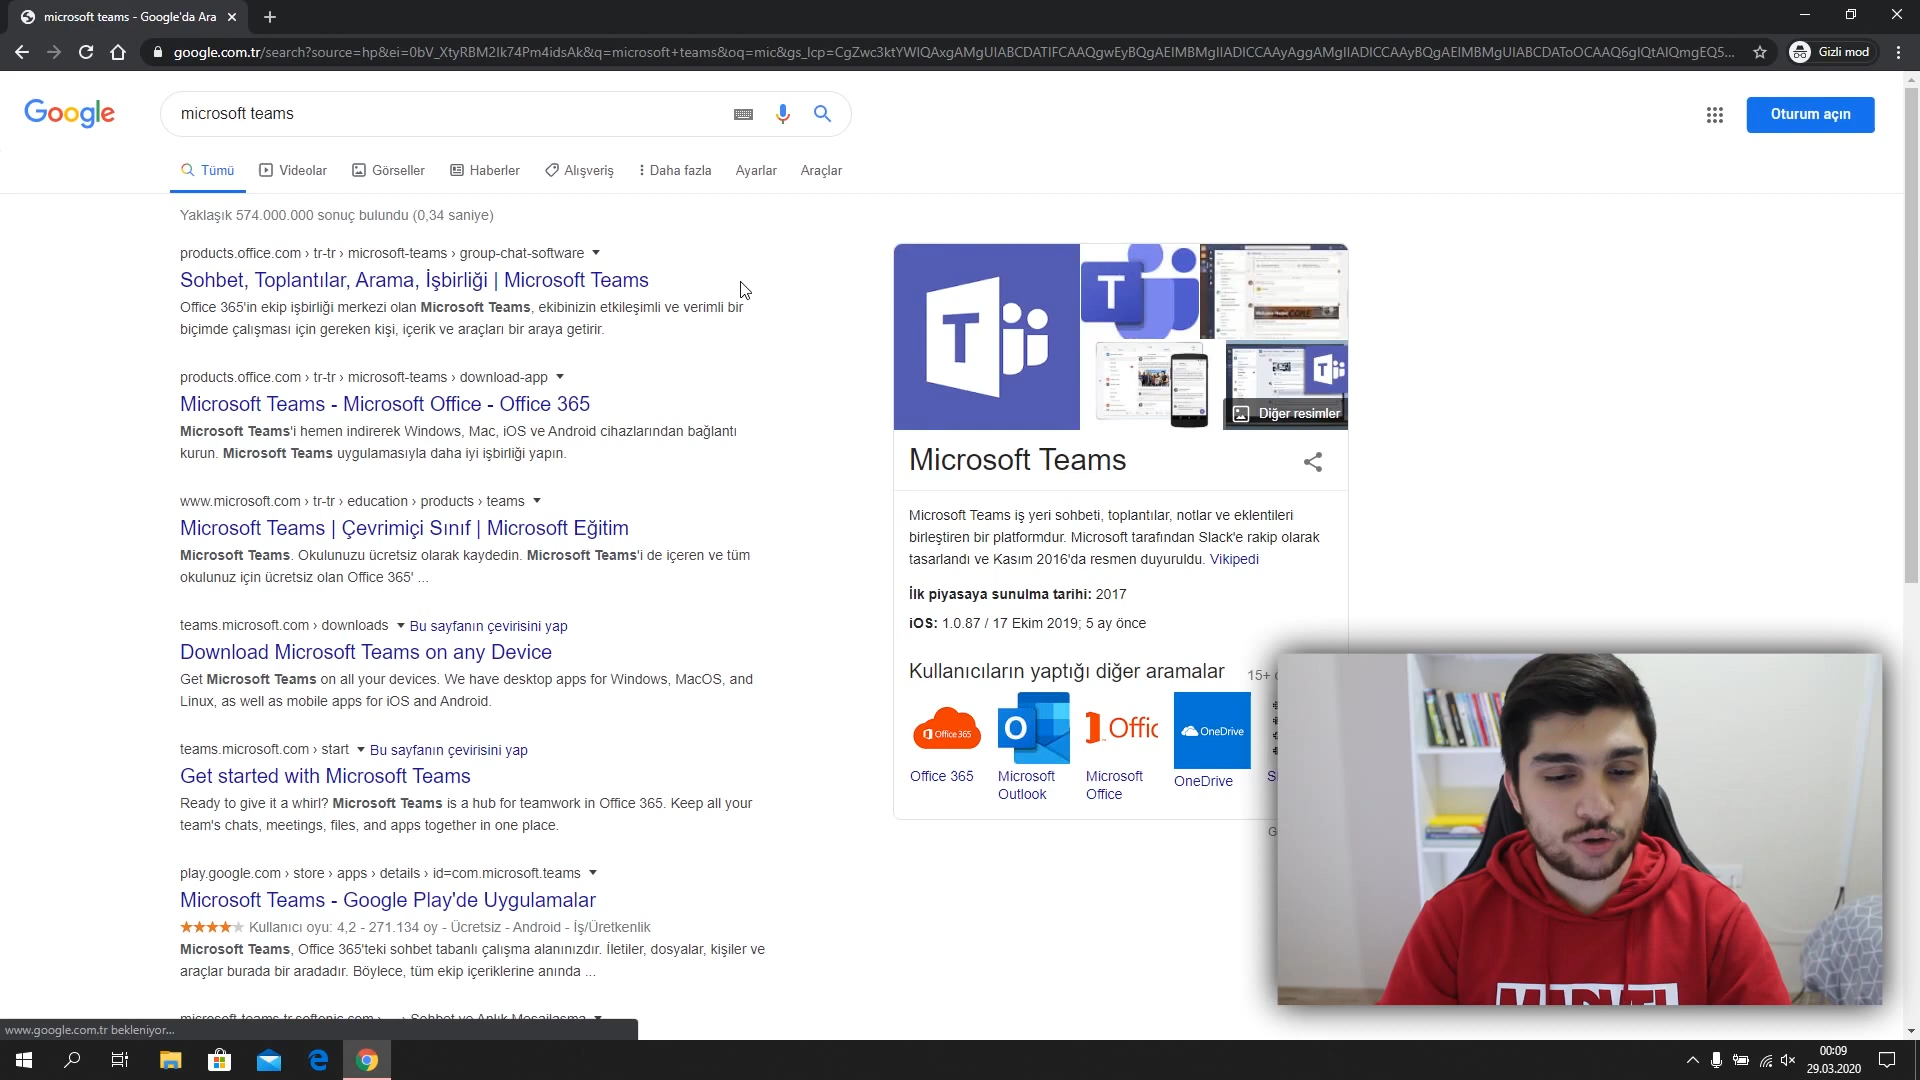 microsoft teams - Google'da Ara
google.com.tr/search?source=hp&ei=0bV_XtyRBM2Ik74Pm4idsAk&q=microsoft+teams&oq=mic&gs_lcp=
Gizli mod
Google
microsoft teams
Oturum açın
Tümü
Videolar
Görseller
Haberler
Alışveriş
Daha fazla
Ayarlar
Araçlar
Yaklaşık 574.000.000 sonuç bulundu (0,34 saniye)
products.office.com › tr-tr › microsoft-teams › group-chat-software
Sohbet, Toplantılar, Arama, İşbirliği | Microsoft Teams
Office 365'in ekip işbirliği merkezi olan Microsoft Teams, ekibinizin etkileşimli ve verimli bir
biçimde çalışması için gereken kişi, içerik ve araçları bir araya getirir.
products.office.com › tr-tr › microsoft-teams › download-app
Microsoft Teams - Microsoft Office - Office 365
Microsoft Teams'i hemen indirerek Windows, Mac, iOS ve Android cihazlarından bağlantı
kurun. Microsoft Teams uygulamasıyla daha iyi işbirliği yapın.
www.microsoft.com › tr-tr › education › products › teams
Microsoft Teams | Çevrimiçi Sınıf | Microsoft Eğitim
Microsoft Teams. Okulunuzu ücretsiz olarak kaydedin. Microsoft Teams'i de içeren ve tüm
okulunuz için ücretsiz olan Office 365' ...
teams.microsoft.com › downloads
Bu sayfanın çevirisini yap
Download Microsoft Teams on any Device
Get Microsoft Teams on all your devices. We have desktop apps for Windows, MacOS, and
Linux, as well as mobile apps for iOS and Android.
teams.microsoft.com › start
Bu sayfanın çevirisini yap
Get started with Microsoft Teams
Ready to give it a whirl? Microsoft Teams is a hub for teamwork in Office 365. Keep all your
team's chats, meetings, files, and apps together in one place.
play.google.com › store › apps › details › id=com.microsoft.teams
Microsoft Teams - Google Play'de Uygulamalar
Kullanıcı oyu: 4,2 - 271.134 oy - Ücretsiz - Android - İş/Üretkenlik
Microsoft Teams, Office 365'teki sohbet tabanlı çalışma alanınızdır. İletiler, dosyalar, kişiler ve
araçlar burada bir aradadır. Böylece, tüm ekip içeriklerine anında ...
microsoft-teams.tr.softonic.com › ... › Sohbet ve Anlık Mesajlaşma
www.google.com.tr bekleniyor...
T
T
T
Diğer resimler
Microsoft Teams
Microsoft Teams iş yeri sohbeti, toplantılar, notlar ve eklentileri
birleştiren bir platformdur. Microsoft tarafından Slack'e rakip olarak
tasarlandı ve Kasım 2016'da resmen duyuruldu. Vikipedi
İlk piyasaya sunulma tarihi: 2017
iOS: 1.0.87 / 17 Ekim 2019; 5 ay önce
Kullanıcıların yaptığı diğer aramalar
15+
Office 365
O
Offic
OneDrive
Office 365
Microsoft
Outlook
Microsoft
Office
OneDrive
MARVEL
00:09
29.03.2020